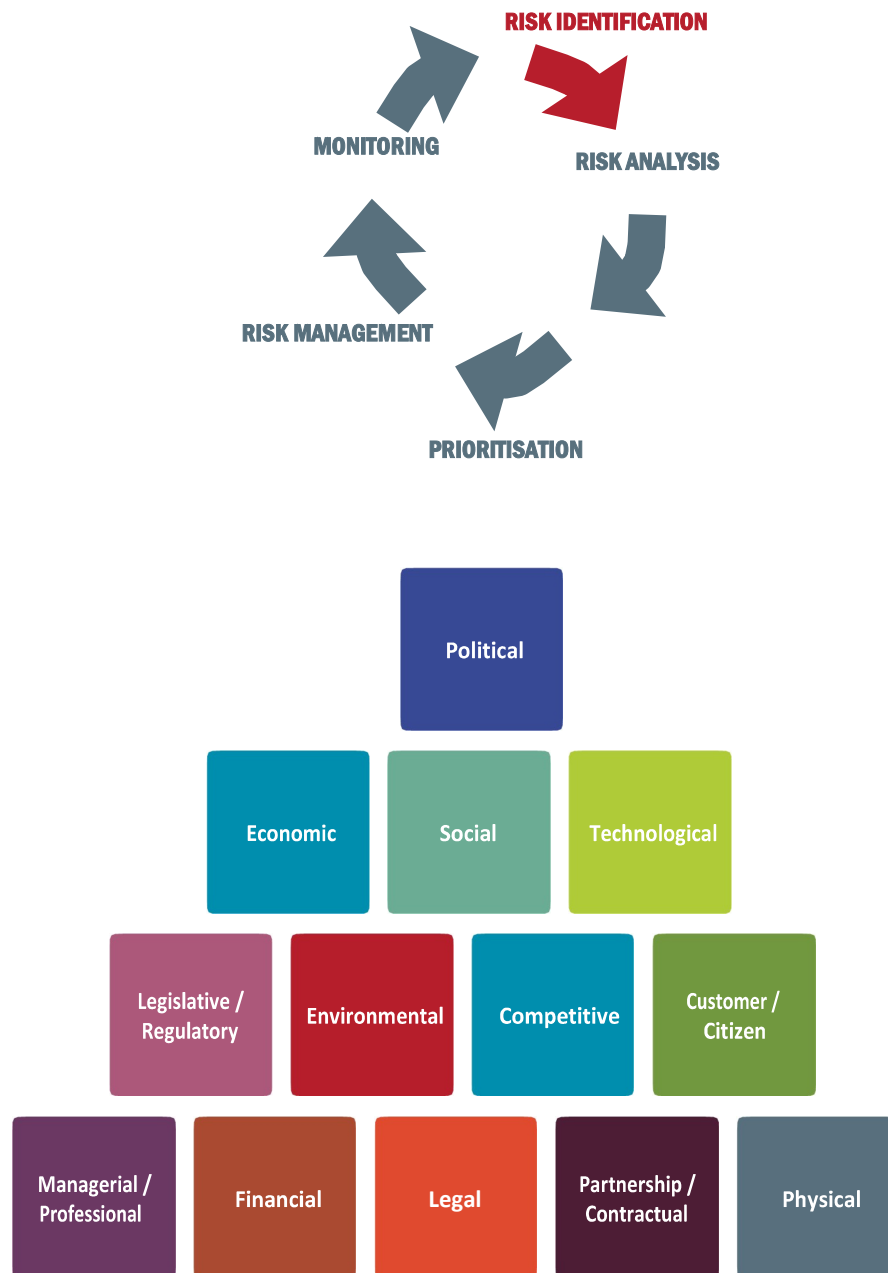 RISK IDENTIFICATION
MONITORING
RISK ANALYSIS
RISK MANAGEMENT
PRIORITISATION
Political
Economic
Social
Technological
Legislative /
Regulatory
Environmental
Competitive
Customer /
Citizen
Managerial /
Professional
Financial
Legal
Partnership /
Contractual
Physical